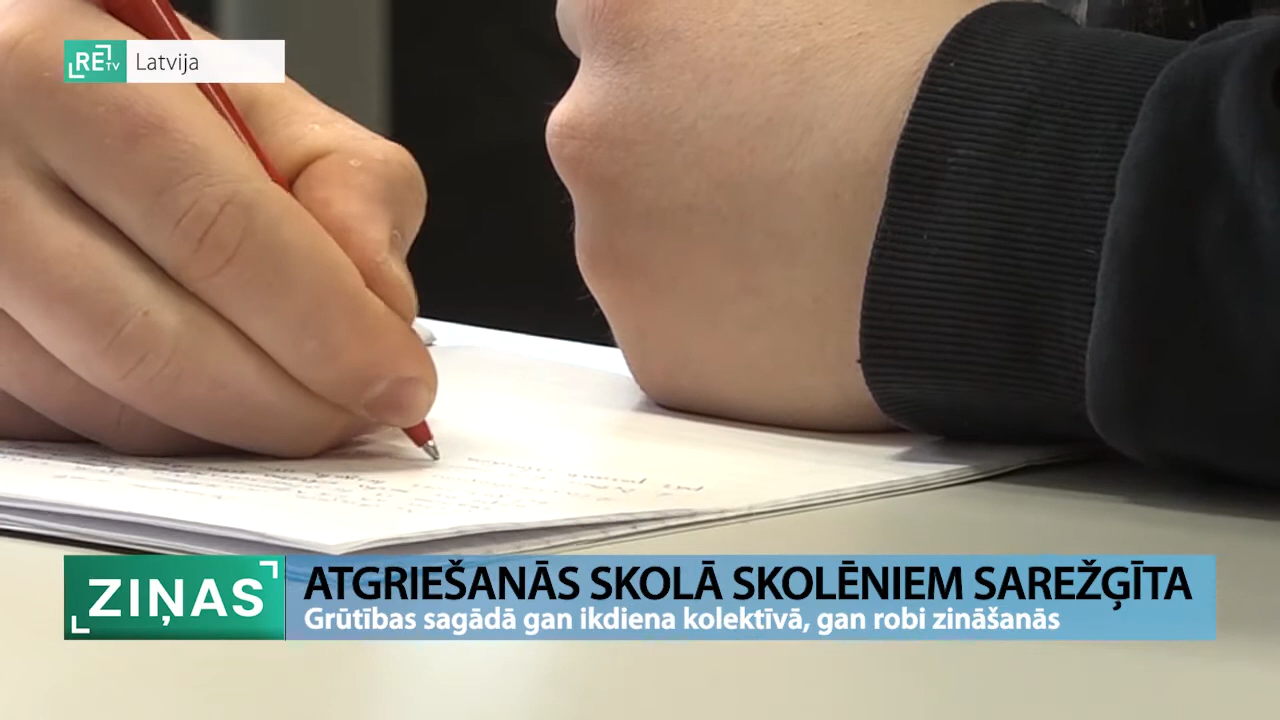 RE TV Latvija
ZIŅAS
ATGRIEŠANĀS SKOLĀ SKOLĒNIEM SAREŽĢĪTA
Grūtības sagādā gan ikdiena kolektīvā, gan robi zināšanās